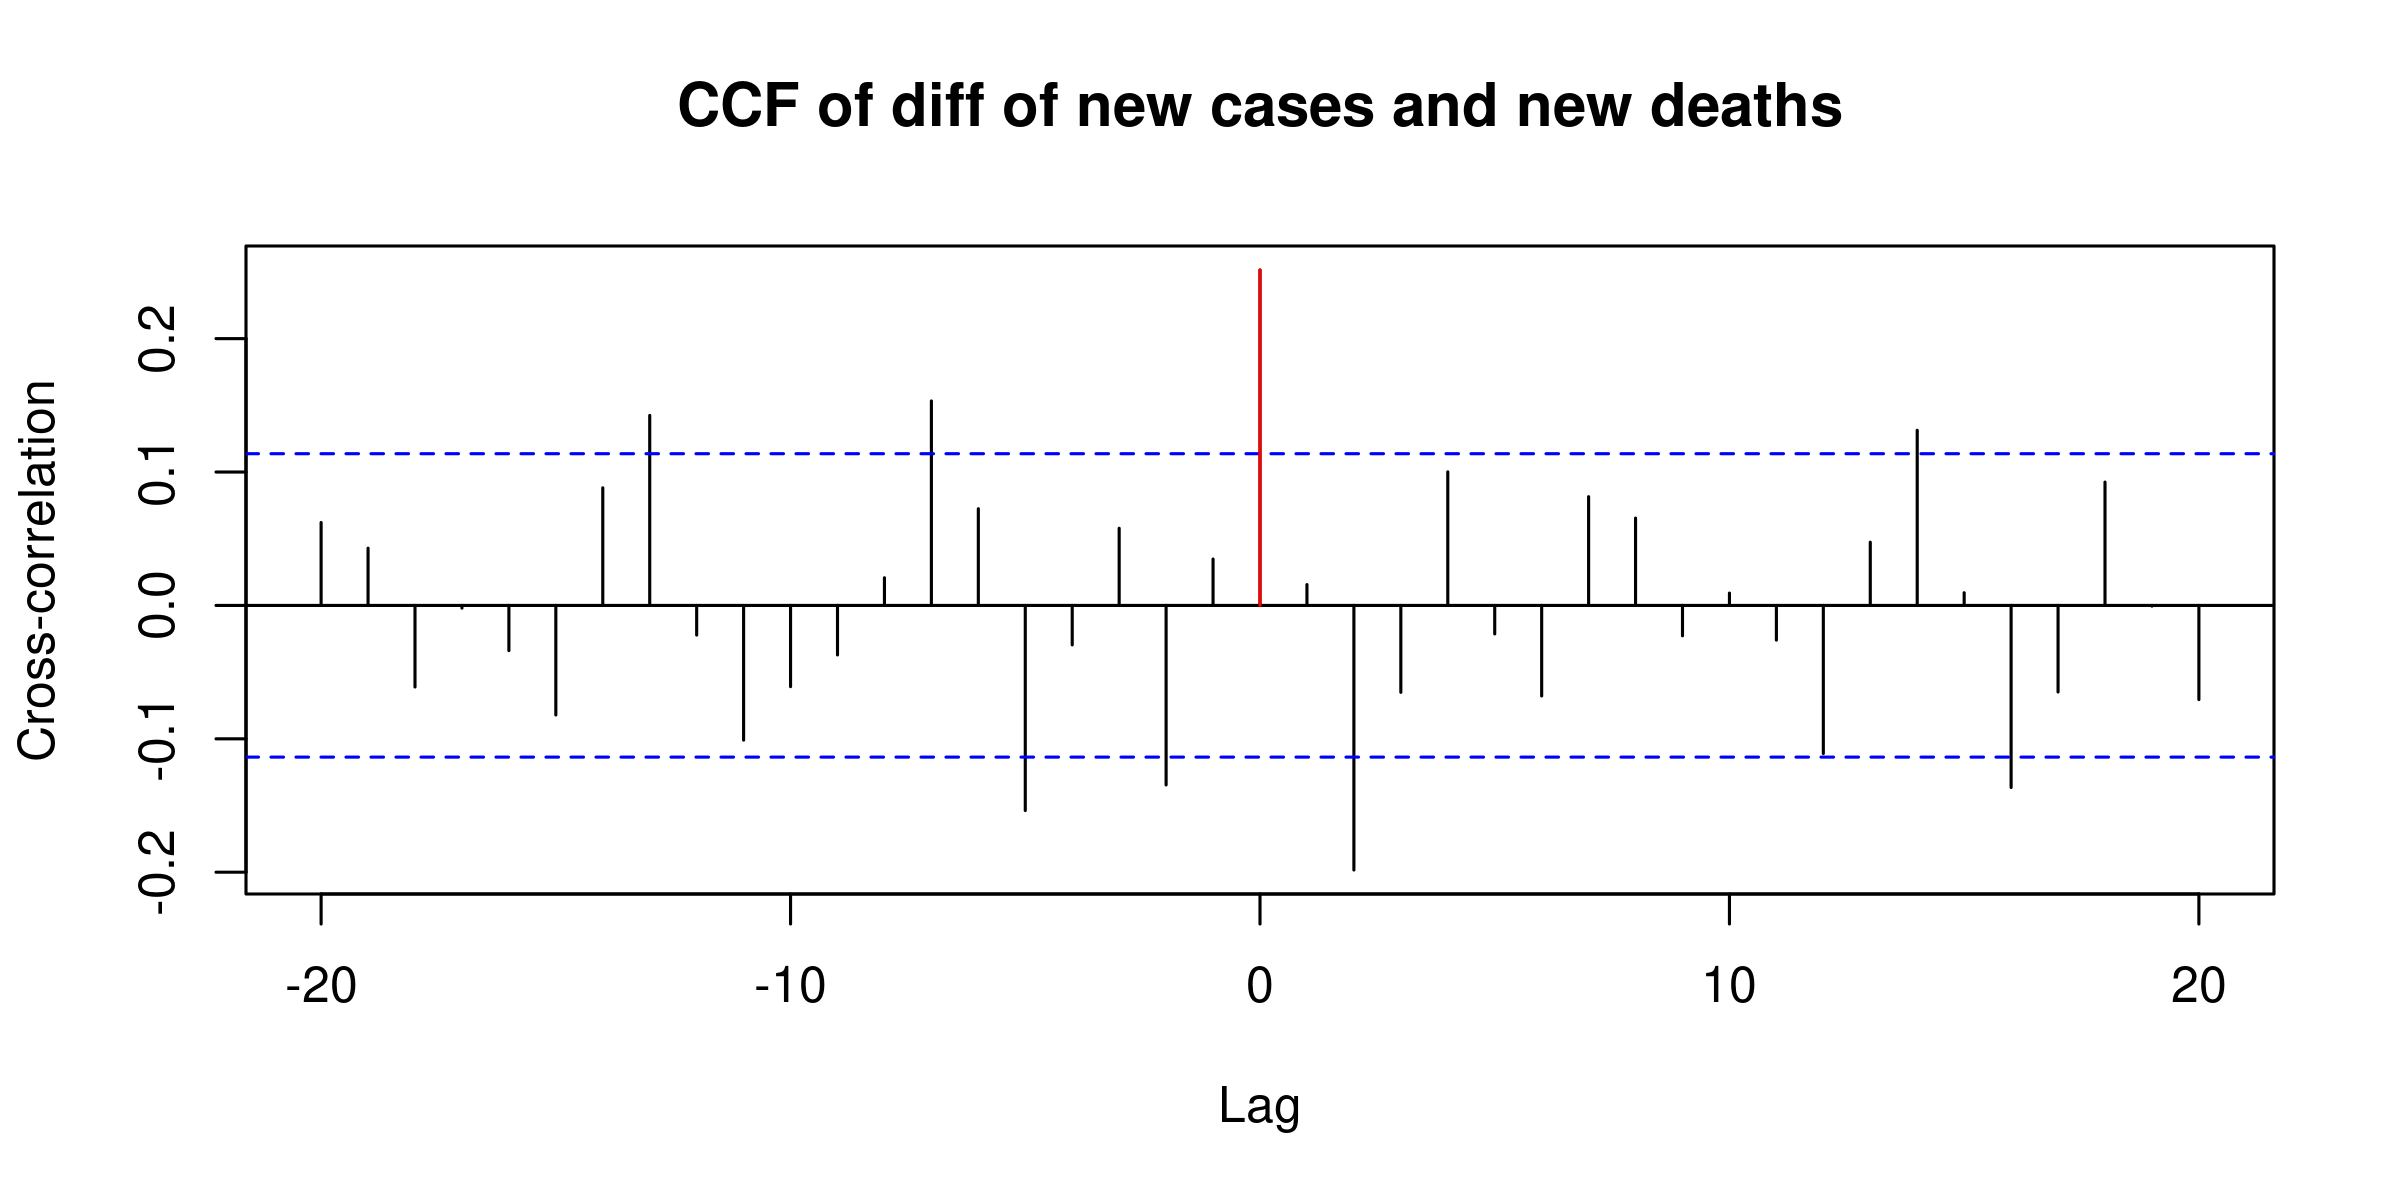 CCF of diff of new cases and new deaths
Cross-correlation
0.2
0.1
0.0
-0.1
-0.2
-20 -10 0 10 20
Lag